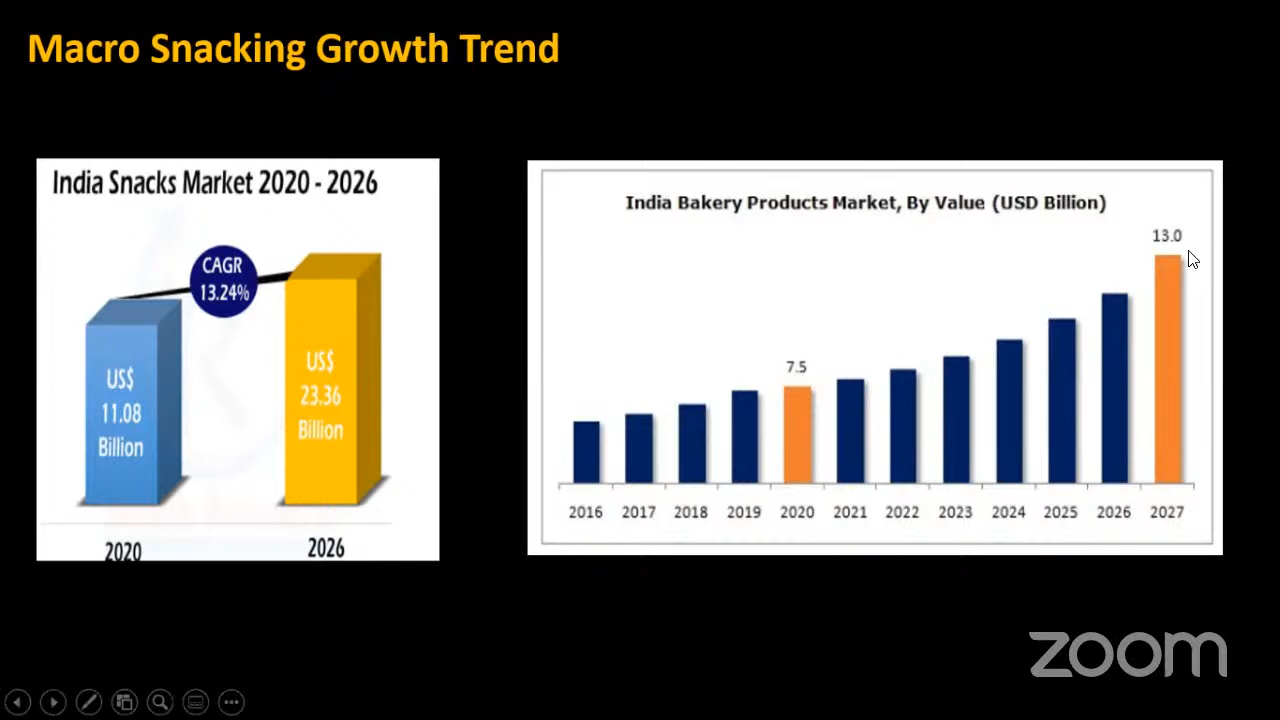 Macro Snacking Growth Trend
India Snacks Market 2020 - 2026
CAGR
13.24%
US$
11.08
Billion
US$
23.36
Billion
2020
2026
India Bakery Products Market, By Value (USD Billion)
13.0
7.5
2016 2017 2018 2019 2020 2021 2022 2023 2024 2025 2026 2027
zoom